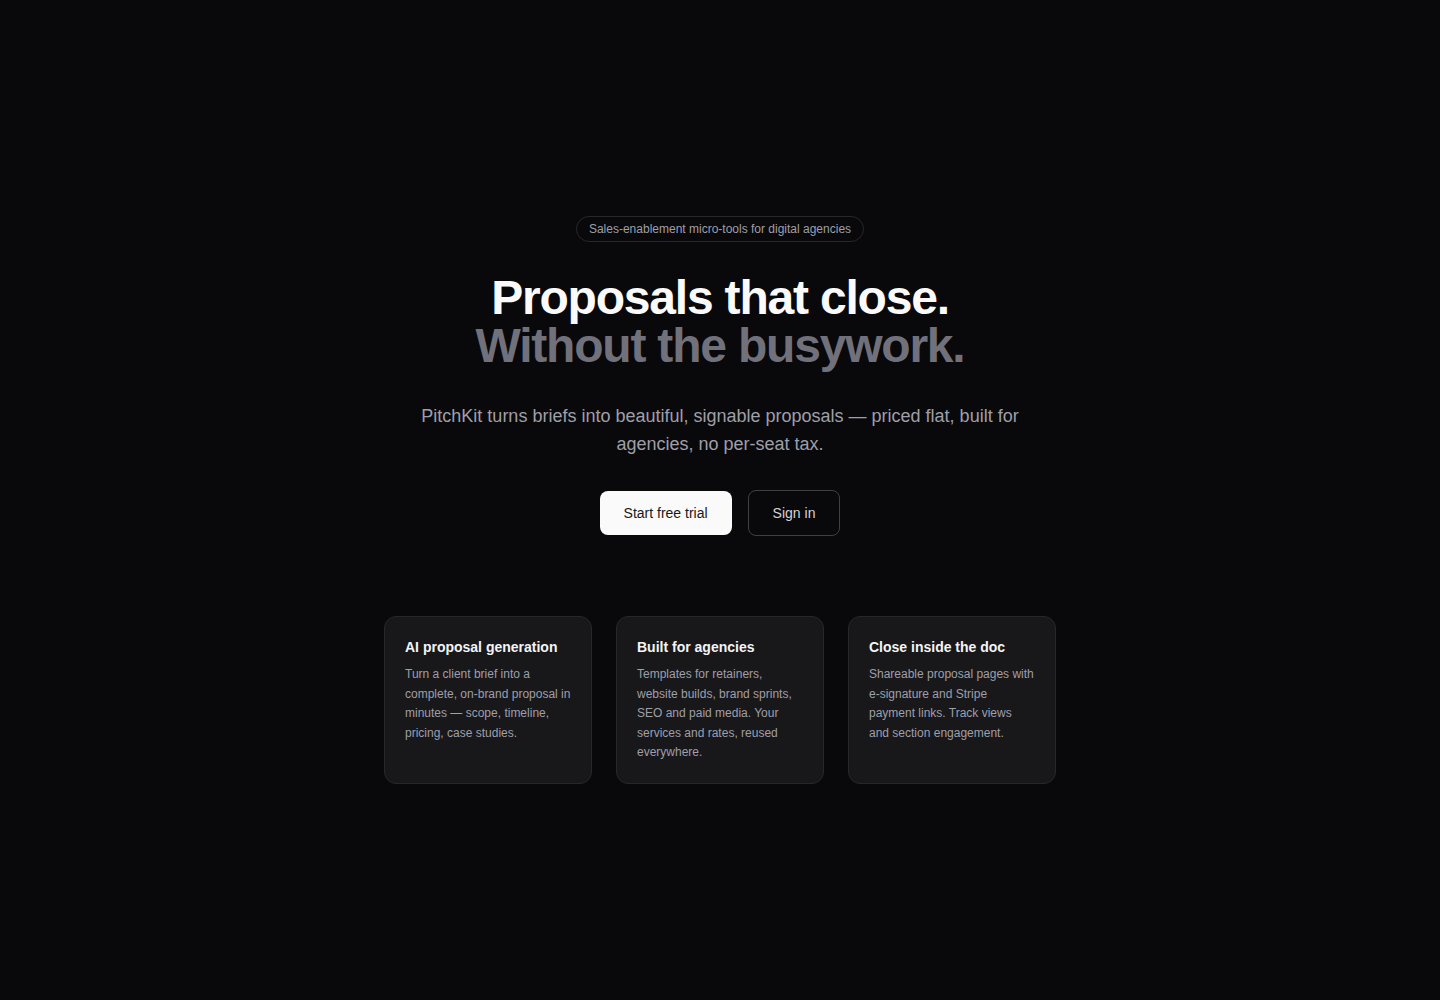 Sales-enablement micro-tools for digital agencies
Proposals that close.
Without the busywork.
PitchKit turns briefs into beautiful, signable proposals — priced flat, built for
agencies, no per-seat tax.
Start free trial
Sign in
AI proposal generation
Turn a client brief into a
complete, on-brand proposal in
minutes — scope, timeline,
pricing, case studies.
Built for agencies
Templates for retainers,
website builds, brand sprints,
SEO and paid media. Your
services and rates, reused
everywhere.
Close inside the doc
Shareable proposal pages with
e-signature and Stripe
payment links. Track views
and section engagement.